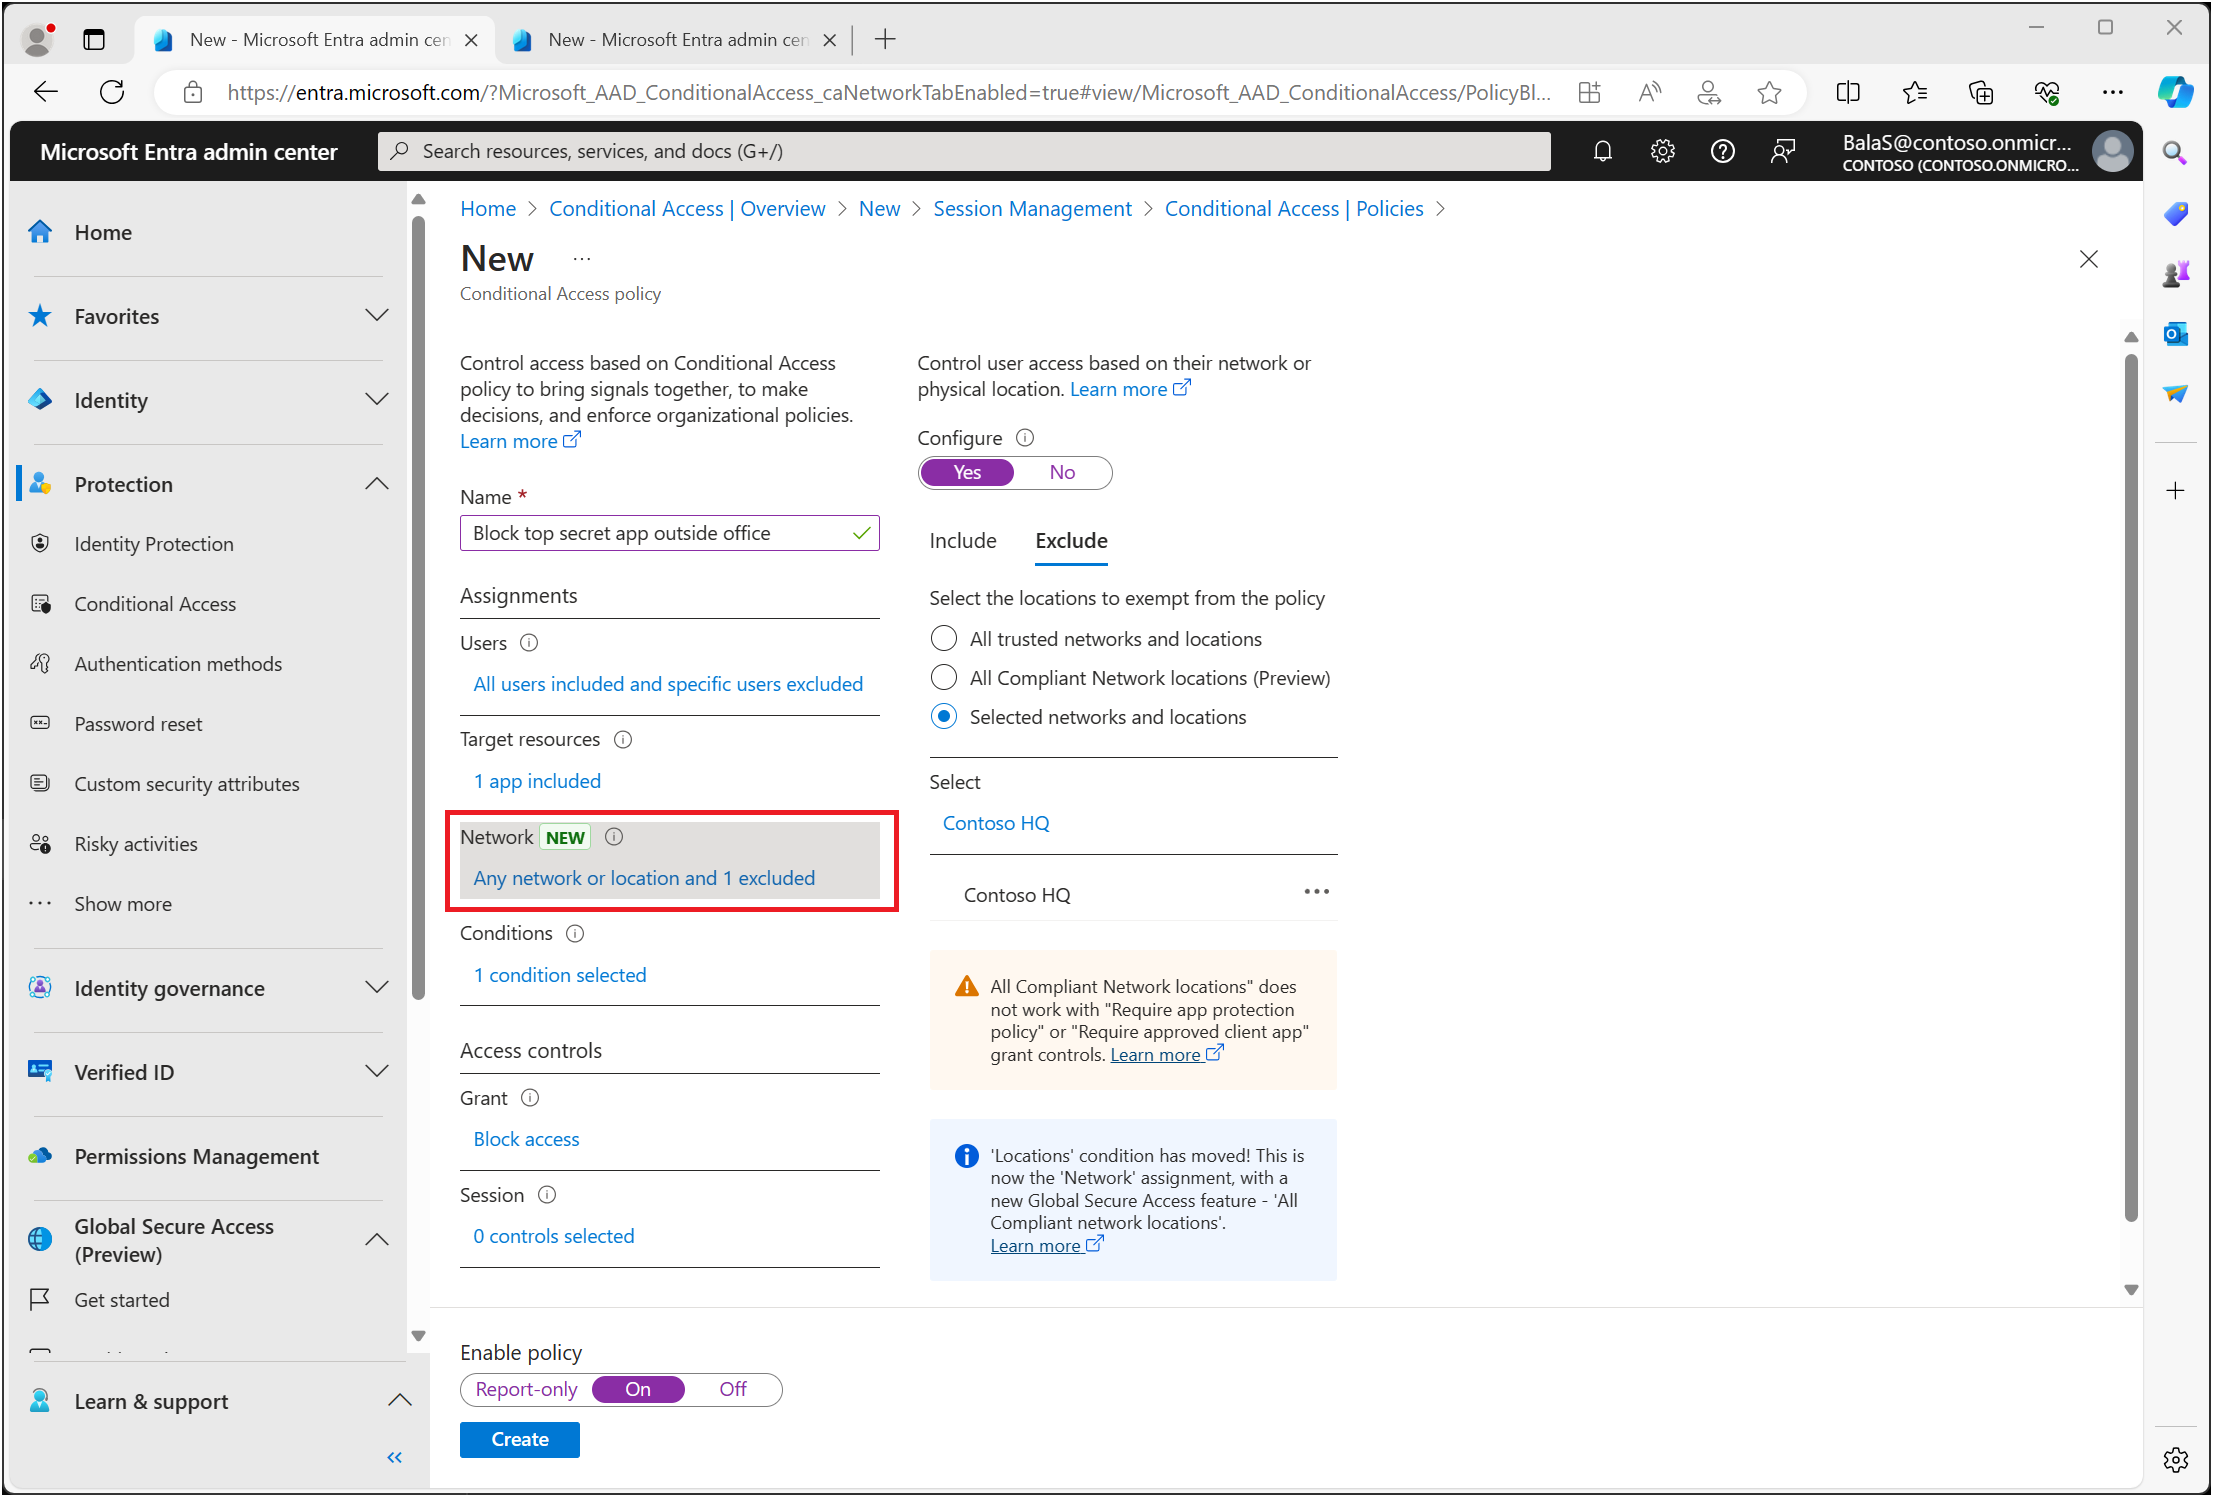 New - Microsoft Entra admin cen
New - Microsoft Entra admin cen
https://entra.microsoft.com/?Microsoft_AAD_ConditionalAccess_caNetworkTabEnabled=true#view/Microsoft_AAD_ConditionalAccess/PolicyBl...
Microsoft Entra admin center
Search resources, services, and docs (G+/)
BalaS@contoso.onmicr...
CONTOSO (CONTOSO.ONMICRO...
Home
Favorites
Identity
Protection
Identity Protection
Conditional Access
Authentication methods
Password reset
Custom security attributes
Risky activities
Show more
Identity governance
Verified ID
Permissions Management
Global Secure Access
(Preview)
Get started
Learn & support
Home > Conditional Access | Overview > New > Session Management > Conditional Access | Policies >
New ...
Conditional Access policy
Control access based on Conditional Access
policy to bring signals together, to make
decisions, and enforce organizational policies.
Learn more
Name *
Block top secret app outside office
Assignments
Users
All users included and specific users excluded
Target resources
1 app included
Network NEW
Any network or location and 1 excluded
Conditions
1 condition selected
Access controls
Grant
Block access
Session
0 controls selected
Control user access based on their network or
physical location. Learn more
Configure
Yes No
Include Exclude
Select the locations to exempt from the policy
All trusted networks and locations
All Compliant Network locations (Preview)
Selected networks and locations
Select
Contoso HQ
Contoso HQ
All Compliant Network locations" does
not work with "Require app protection
policy" or "Require approved client app"
grant controls. Learn more
'Locations' condition has moved! This is
now the 'Network' assignment, with a
new Global Secure Access feature - 'All
Compliant network locations'.
Learn more
Enable policy
Report-only On Off
Create